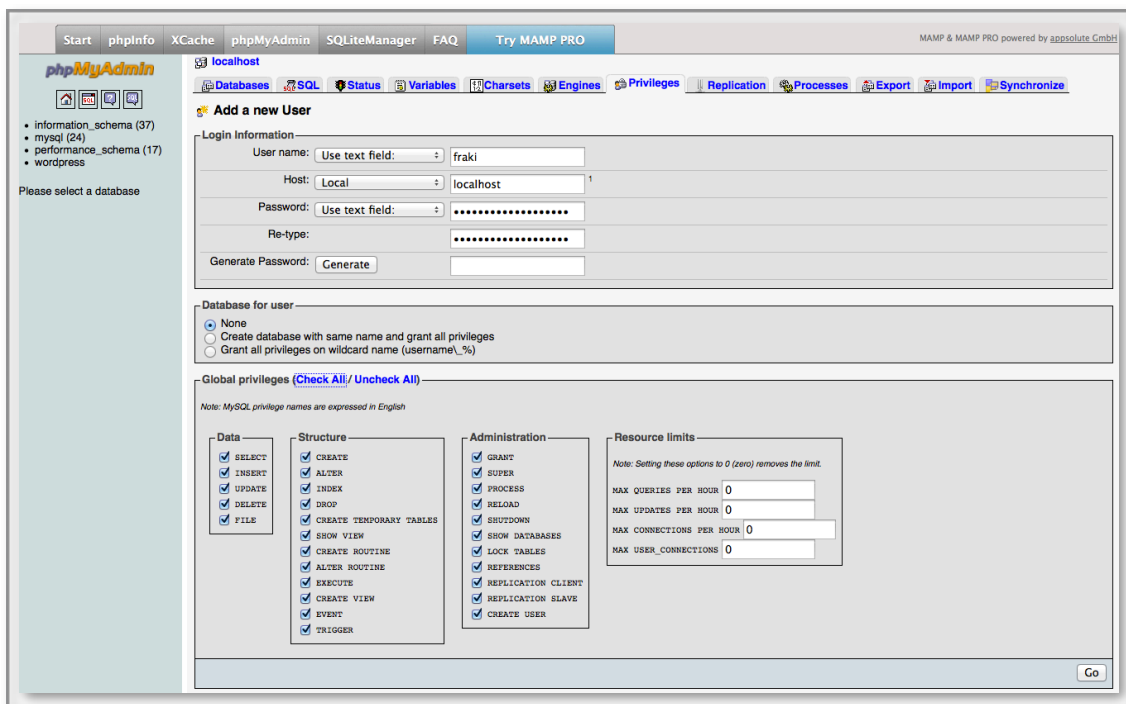 Start phpInfo XCache phpMyAdmin SQLiteManager FAQ Try MAMP PRO MAMP & MAMP PRO powered by appsolute GmbH
phpMyAdmin
SQL
information_schema (37)
mysql (24)
performance_schema (17)
wordpress
Please select a database
localhost
Databases SQL Status Variables Charsets Engines Privileges Replication Processes Export Import Synchronize
Add a new User
Login Information
User name: Use text field: fraki
Host: Local localhost 1
Password: Use text field: •••••••••••••••••••
Re-type: •••••••••••••••••••
Generate Password: Generate
Database for user
None
Create database with same name and grant all privileges
Grant all privileges on wildcard name (username\_%)
Global privileges (Check All / Uncheck All)
Note: MySQL privilege names are expressed in English
Data
SELECT
INSERT
UPDATE
DELETE
FILE
Structure
CREATE
ALTER
INDEX
DROP
CREATE TEMPORARY TABLES
SHOW VIEW
CREATE ROUTINE
ALTER ROUTINE
EXECUTE
CREATE VIEW
EVENT
TRIGGER
Administration
GRANT
SUPER
PROCESS
RELOAD
SHUTDOWN
SHOW DATABASES
LOCK TABLES
REFERENCES
REPLICATION CLIENT
REPLICATION SLAVE
CREATE USER
Resource limits
Note: Setting these options to 0 (zero) removes the limit.
MAX QUERIES PER HOUR 0
MAX UPDATES PER HOUR 0
MAX CONNECTIONS PER HOUR 0
MAX USER_CONNECTIONS 0
Go